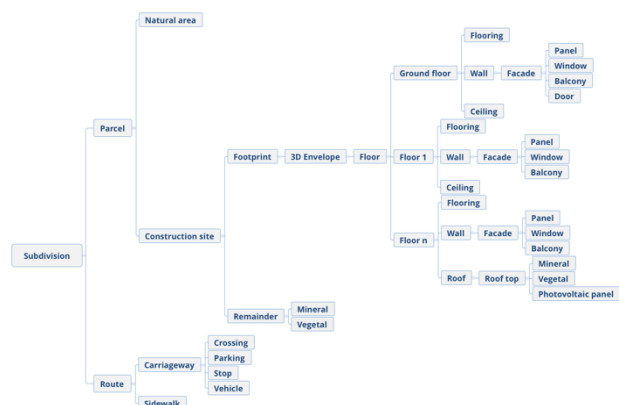 Subdivision
Parcel
Natural area
Construction site
Footprint
3D Envelope
Floor
Ground floor
Flooring
Wall
Facade
Panel
Window
Balcony
Door
Ceiling
Floor 1
Flooring
Wall
Facade
Panel
Window
Balcony
Ceiling
Floor n
Flooring
Wall
Facade
Panel
Window
Balcony
Roof
Roof top
Mineral
Vegetal
Photovoltaic panel
Remainder
Mineral
Vegetal
Route
Carriageway
Crossing
Parking
Stop
Vehicle
Sidewalk